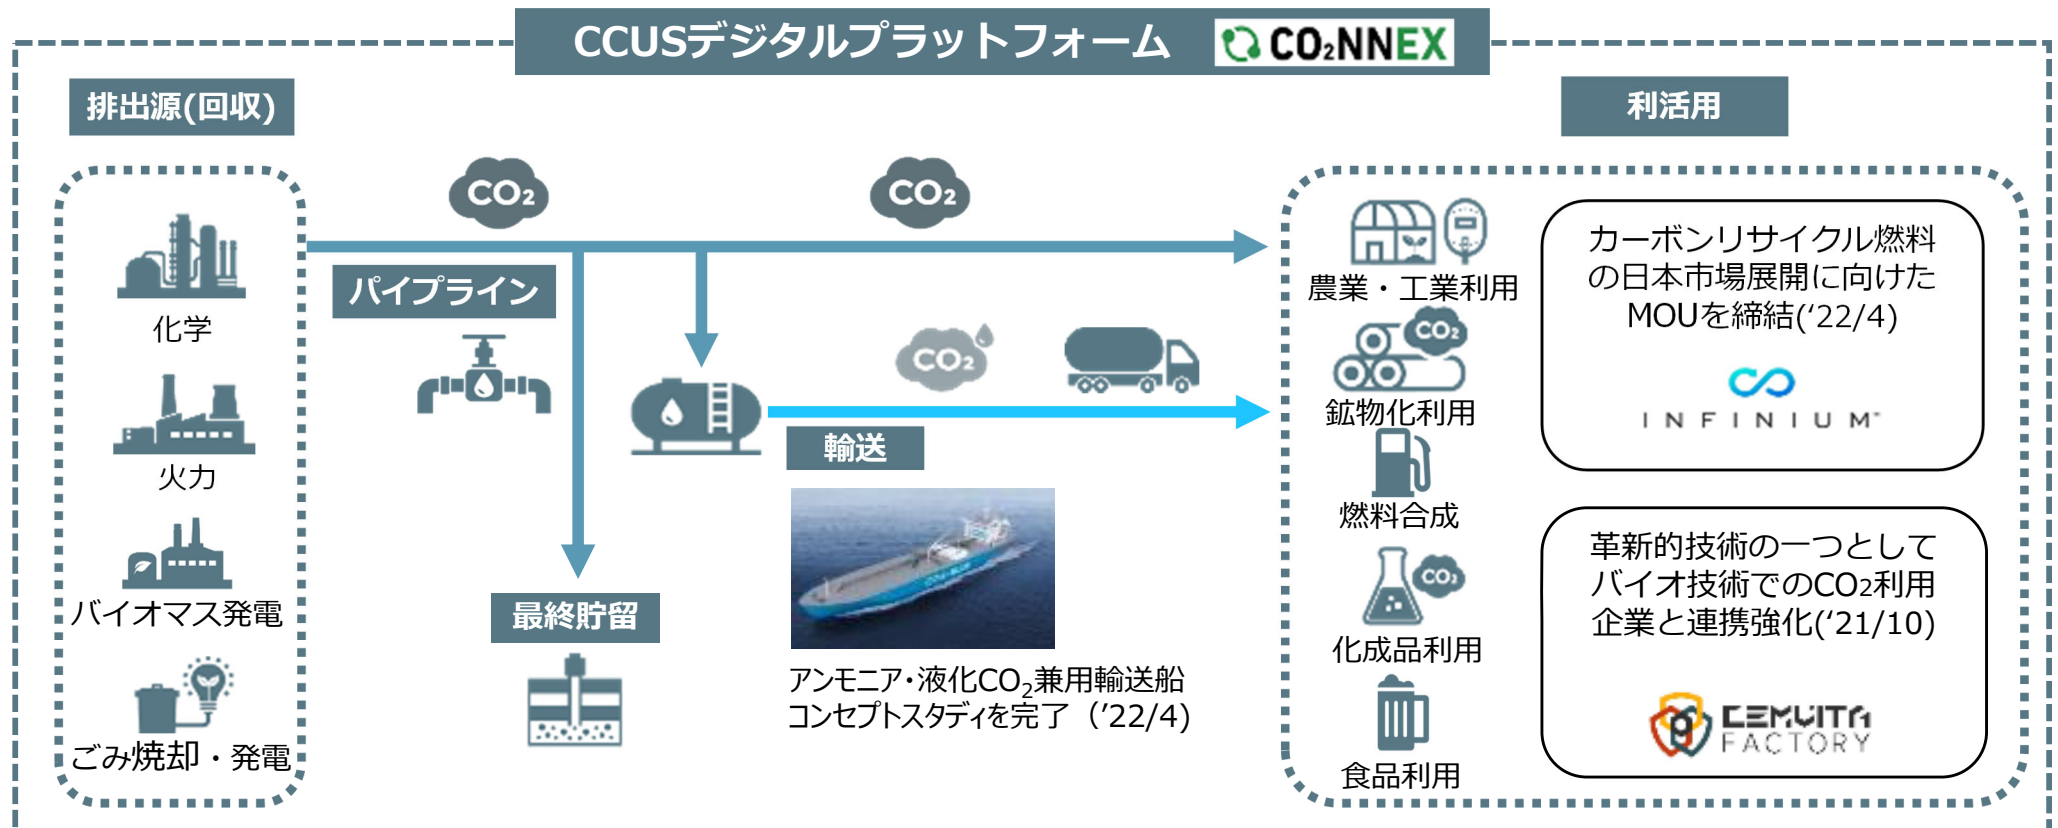 CCUSデジタルプラットフォーム CO₂NNEX
排出源(回収)
利活用
CO₂
CO₂
パイプライン
化学
火力
バイオマス発電
ごみ焼却・発電
最終貯留
CO₂
輸送
アンモニア・液化CO₂兼用輸送船
コンセプトスタディを完了（’22/4)
農業・工業利用
CO₂
鉱物化利用
燃料合成
CO₂
化成品利用
食品利用
カーボンリサイクル燃料
の日本市場展開に向けた
MOUを締結(‘22/4)
INFINIUM™
革新的技術の一つとして
バイオ技術でのCO₂利用
企業と連携強化(‘21/10)
CEMVITA
FACTORY